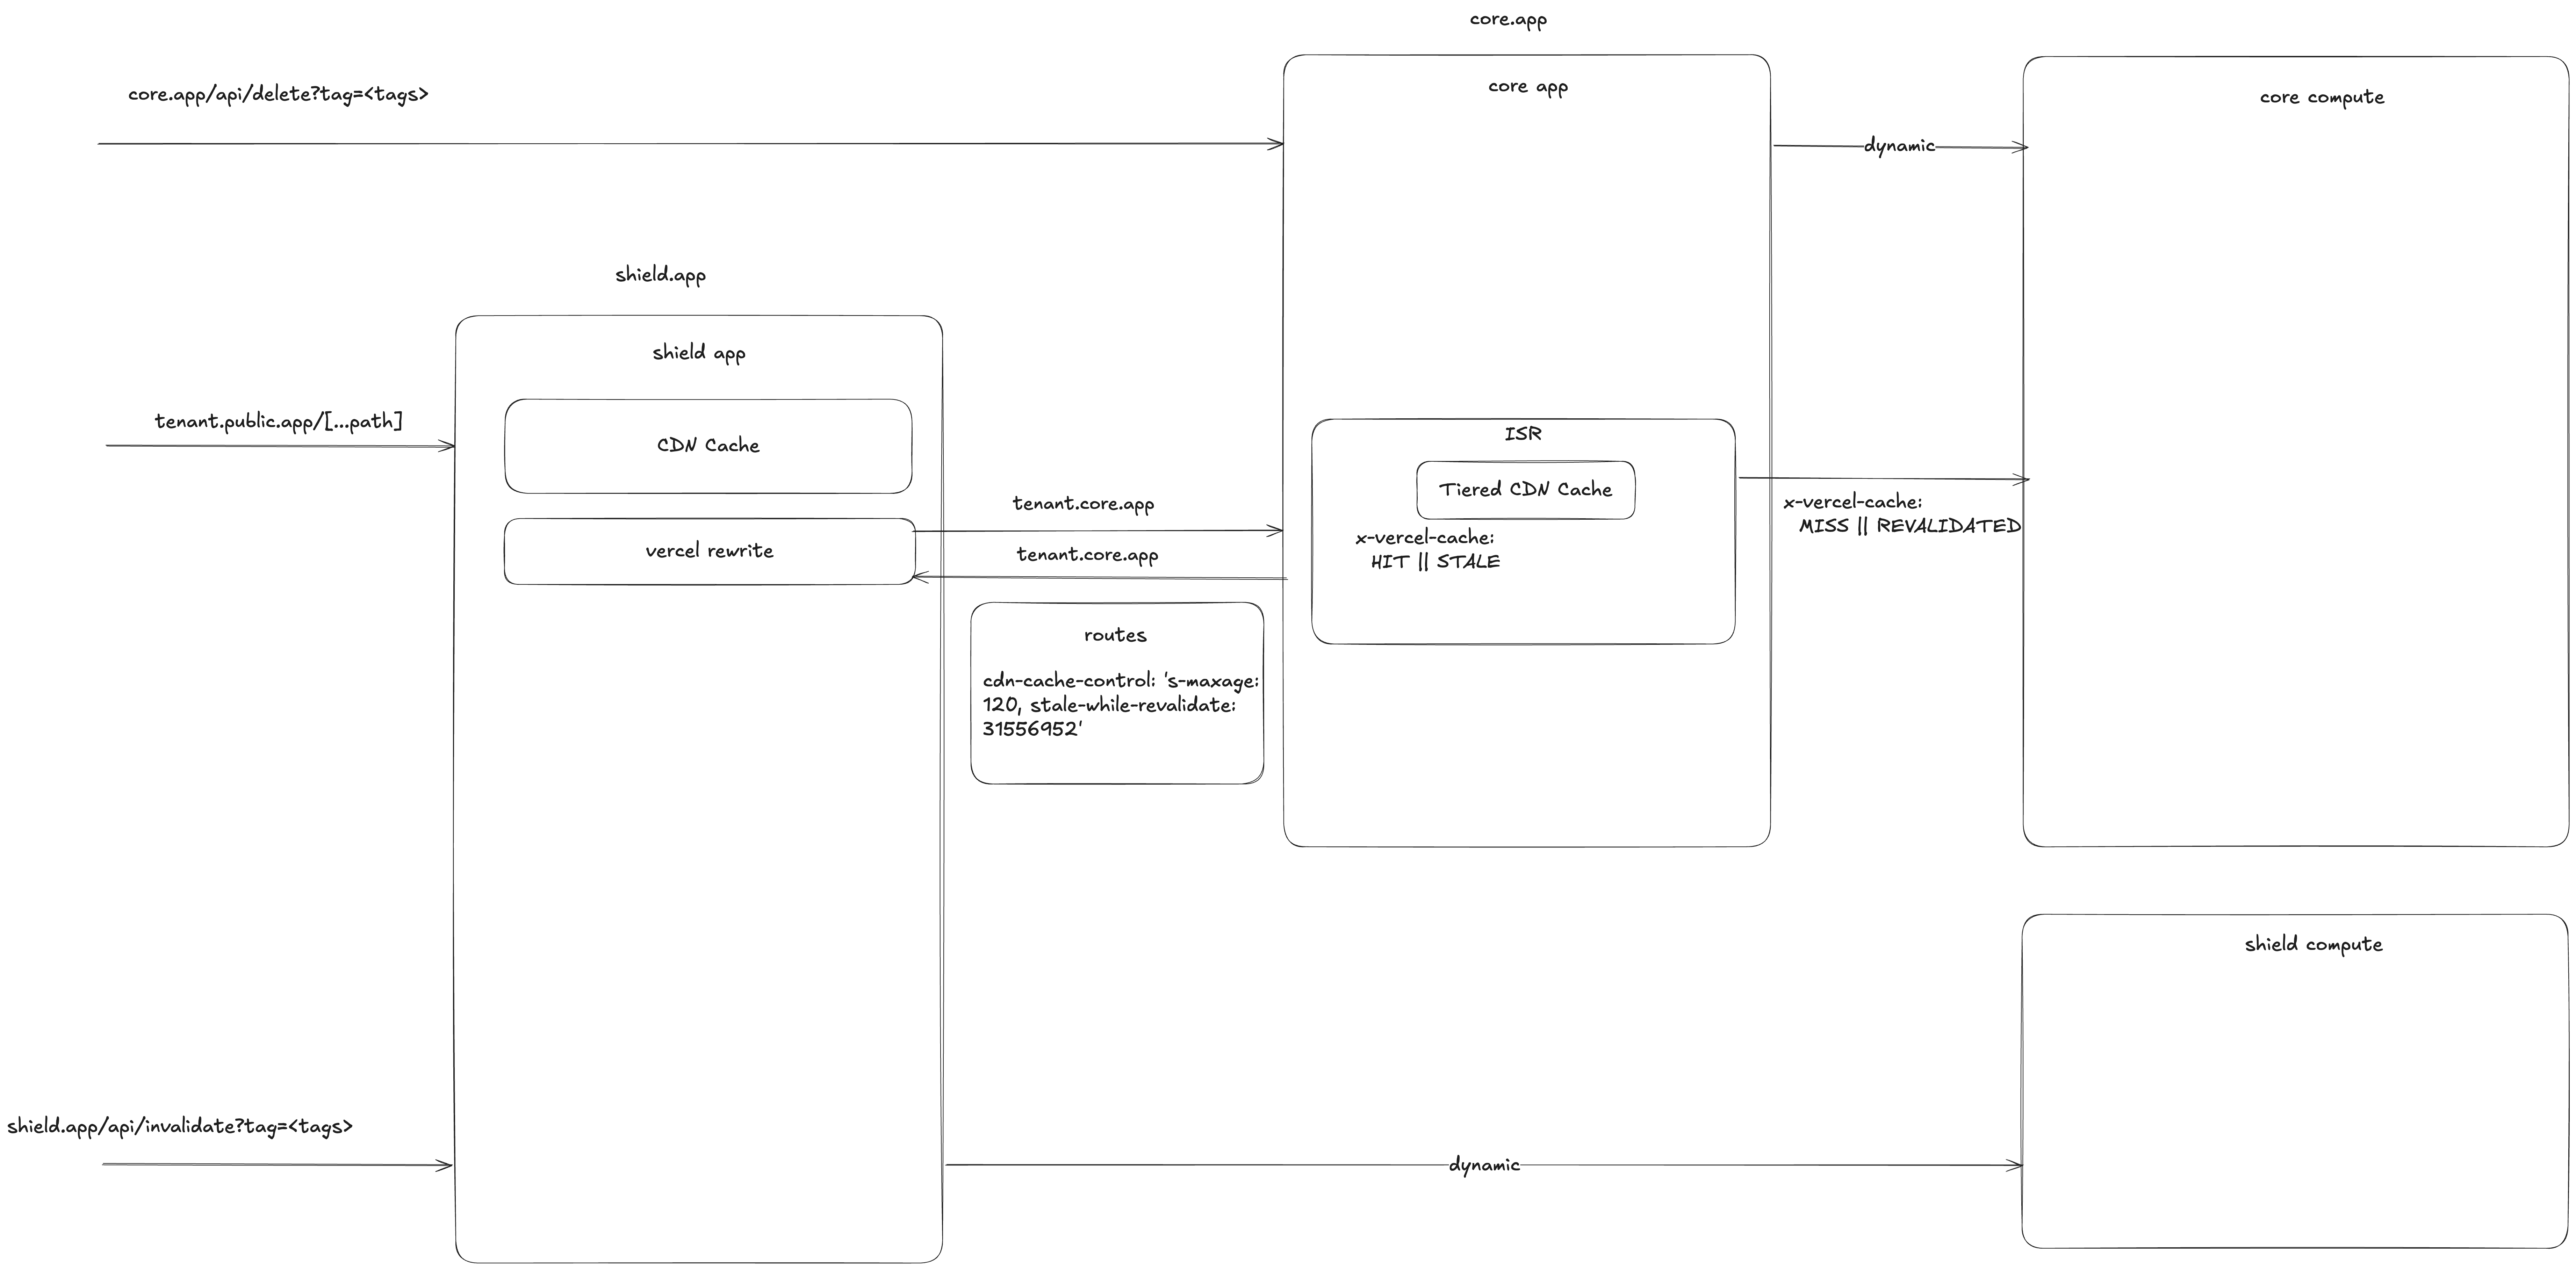 core.app
core app
core compute
core.app/api/delete?tag=<tags>
dynamic
shield.app
shield app
tenant.public.app/[...path]
CDN Cache
ISR
Tiered CDN Cache
x-vercel-cache:
HIT || STALE
x-vercel-cache:
MISS || REVALIDATED
tenant.core.app
vercel rewrite
tenant.core.app
routes
cdn-cache-control: 's-maxage:
120, stale-while-revalidate:
31556952'
shield compute
shield.app/api/invalidate?tag=<tags>
dynamic